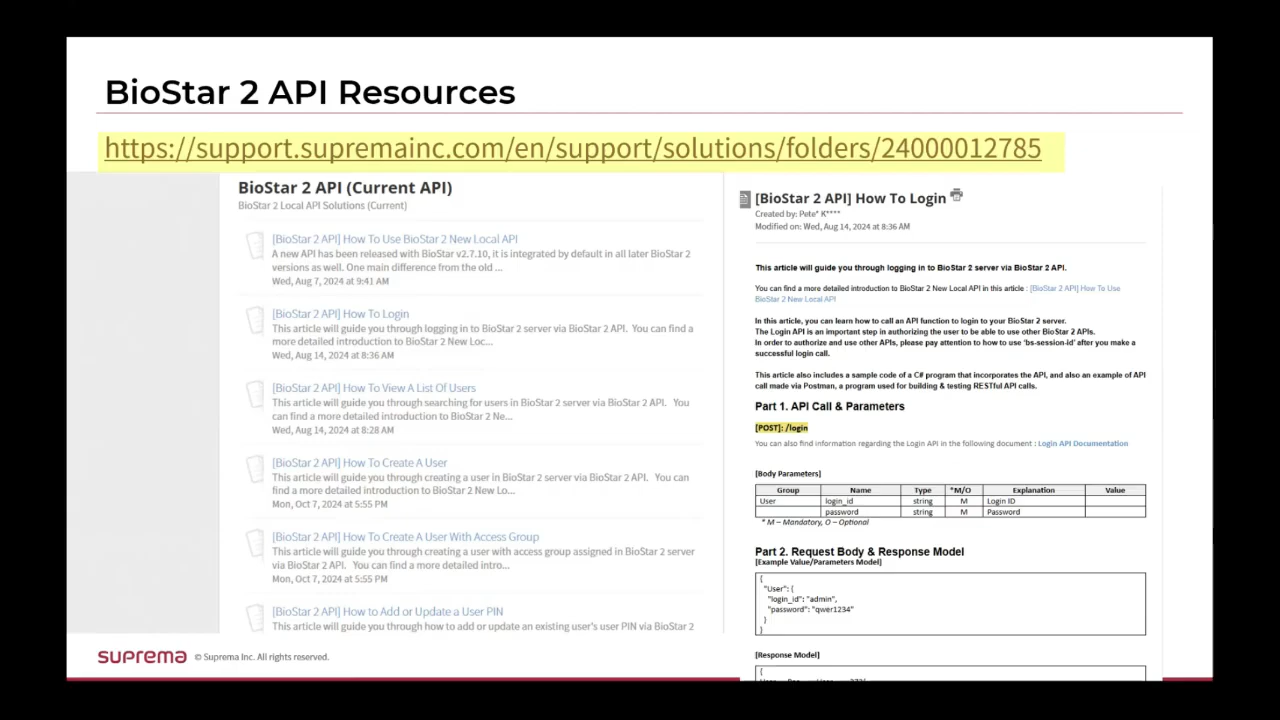 BioStar 2 API Resources
https://support.supremainc.com/en/support/solutions/folders/24000012785
BioStar 2 API (Current API)
BioStar 2 Local API Solutions (Current)
[BioStar 2 API] How To Use BioStar 2 New Local API
A new API has been released with BioStar v2.7.10, it is integrated by default in all later BioStar 2
versions as well. One main difference from the old ...
Wed, Aug 7, 2024 at 9:41 AM
[BioStar 2 API] How To Login
This article will guide you through logging in to BioStar 2 server via BioStar 2 API. You can find a
more detailed introduction to BioStar 2 New Loc...
Wed, Aug 14, 2024 at 8:36 AM
[BioStar 2 API] How To View A List Of Users
This article will guide you through searching for users in BioStar 2 server via BioStar 2 API. You
can find a more detailed introduction to BioStar 2 Ne...
Wed, Aug 14, 2024 at 8:28 AM
[BioStar 2 API] How To Create A User
This article will guide you through creating a user in BioStar 2 server via BioStar 2 API. You can
find a more detailed introduction to BioStar 2 New Lo...
Mon, Oct 7, 2024 at 5:55 PM
[BioStar 2 API] How To Create A User With Access Group
This article will guide you through creating a user with access group assigned in BioStar 2 server
via BioStar 2 API. You can find a more detailed intro...
Mon, Oct 7, 2024 at 5:55 PM
[BioStar 2 API] How to Add or Update a User PIN
This article will guide you through how to add or update an existing user's user PIN via BioStar 2
[BioStar 2 API] How To Login
Created by: Pete* K****
Modified on: Wed, Aug 14, 2024 at 8:36 AM
This article will guide you through logging in to BioStar 2 server via BioStar 2 API.
You can find a more detailed introduction to BioStar 2 New Local API in this article : [BioStar 2 API] How To Use
BioStar 2 New Local API
In this article, you can learn how to call an API function to login to your BioStar 2 server.
The Login API is an important step in authorizing the user to be able to use other BioStar 2 APIs.
In order to authorize and use other APIs, please pay attention to how to use 'bs-session-id' after you make a
successful login call.
This article also includes a sample code of a C# program that incorporates the API, and also an example of API
call made via Postman, a program used for building & testing RESTful API calls.
Part 1. API Call & Parameters
[POST]: /login
You can also find information regarding the Login API in the following document : Login API Documentation
[Body Parameters]
Group Name Type *M/O Explanation Value
User login_id string M Login ID
password string M Password
* M – Mandatory, O – Optional
Part 2. Request Body & Response Model
[Example Value/Parameters Model]
{
"User": {
"login_id": "admin",
"password": "qwer1234"
}
}
[Response Model]
{
suprema © Suprema Inc. All rights reserved.